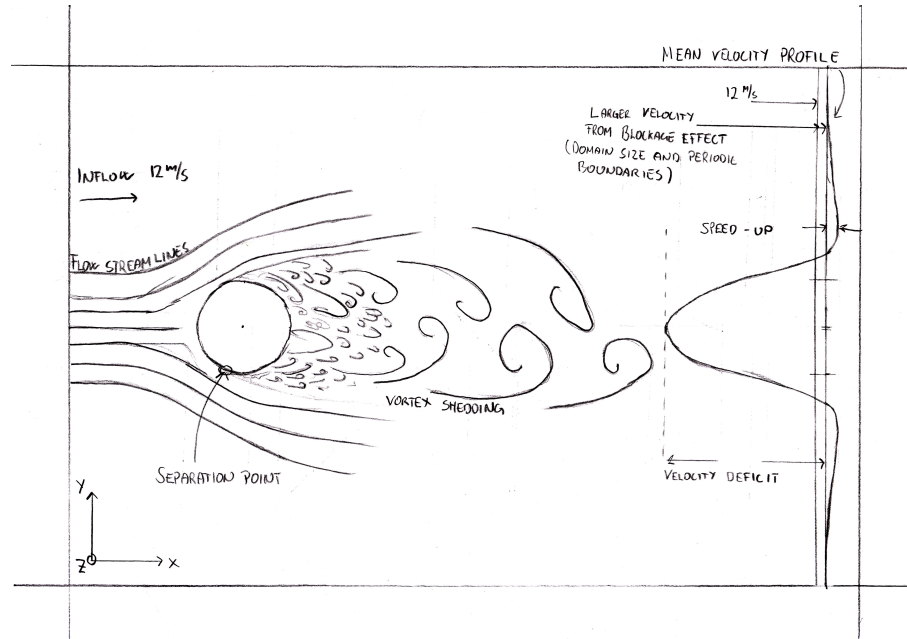 MEAN VELOCITY PROFILE
12 m/s
LARGER VELOCITY
FROM BLOCKAGE EFFECT
(DOMAIN SIZE AND PERIODIC
BOUNDARIES)
INFLOW 12 m/s
SPEED-UP
FLOW STREAMLINES
VORTEX SHEDDING
SEPARATION POINT
VELOCITY DEFICIT
Y
Z
X